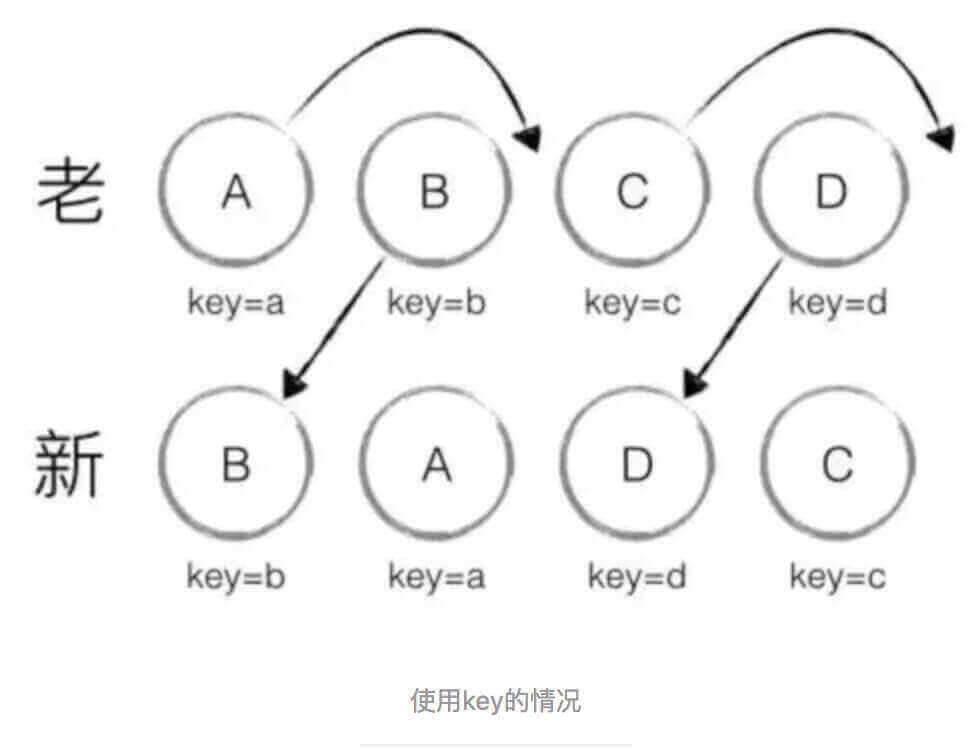 老 A B C D
key=a key=b key=c key=d
新 B A D C
key=b key=a key=d key=c
使用key的情况